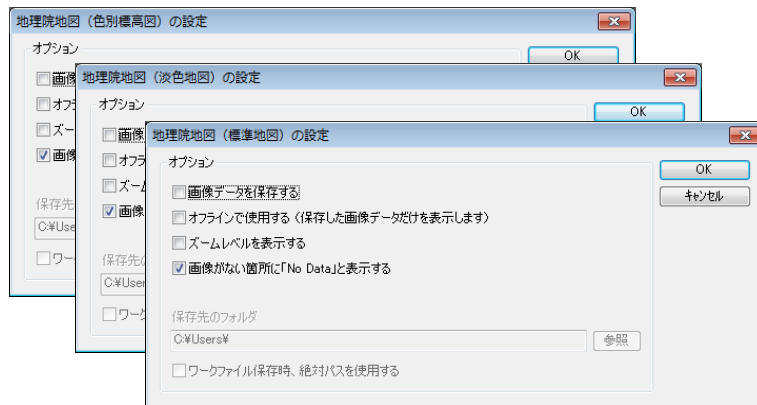 地理院地図（色別標高図）の設定
オプション
OK
画像
オフ
ズー
画像
保存先
C:¥Use
ワー
地理院地図（淡色地図）の設定
オプション
OK
画像
オフラ
ズーム
画像
保存先の
C:¥User
ワーク
地理院地図（標準地図）の設定
オプション
OK
キャンセル
画像データを保存する
オフラインで使用する（保存した画像データだけを表示します）
ズームレベルを表示する
画像がない箇所に「No Data」と表示する
保存先のフォルダ
C:¥Users¥
参照
ワークファイル保存時、絶対パスを使用する